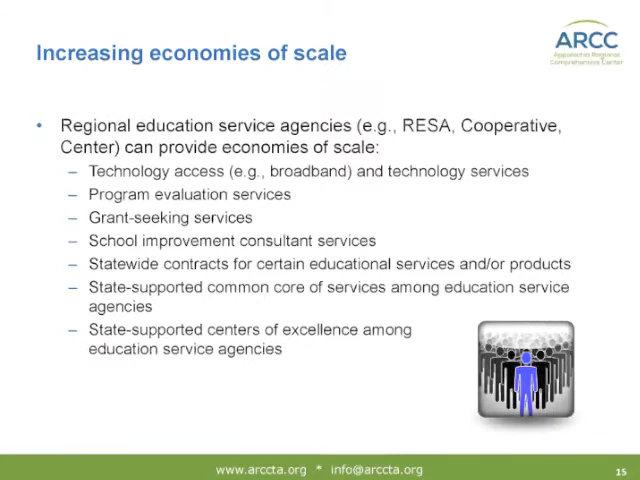 Increasing economies of scale
ARCC
Appalachia Regional
Comprehensive Center
• Regional education service agencies (e.g., RESA, Cooperative,
Center) can provide economies of scale:
– Technology access (e.g., broadband) and technology services
– Program evaluation services
– Grant-seeking services
– School improvement consultant services
– Statewide contracts for certain educational services and/or products
– State-supported common core of services among education service
agencies
– State-supported centers of excellence among
education service agencies
www.arccta.org * info@arccta.org
15